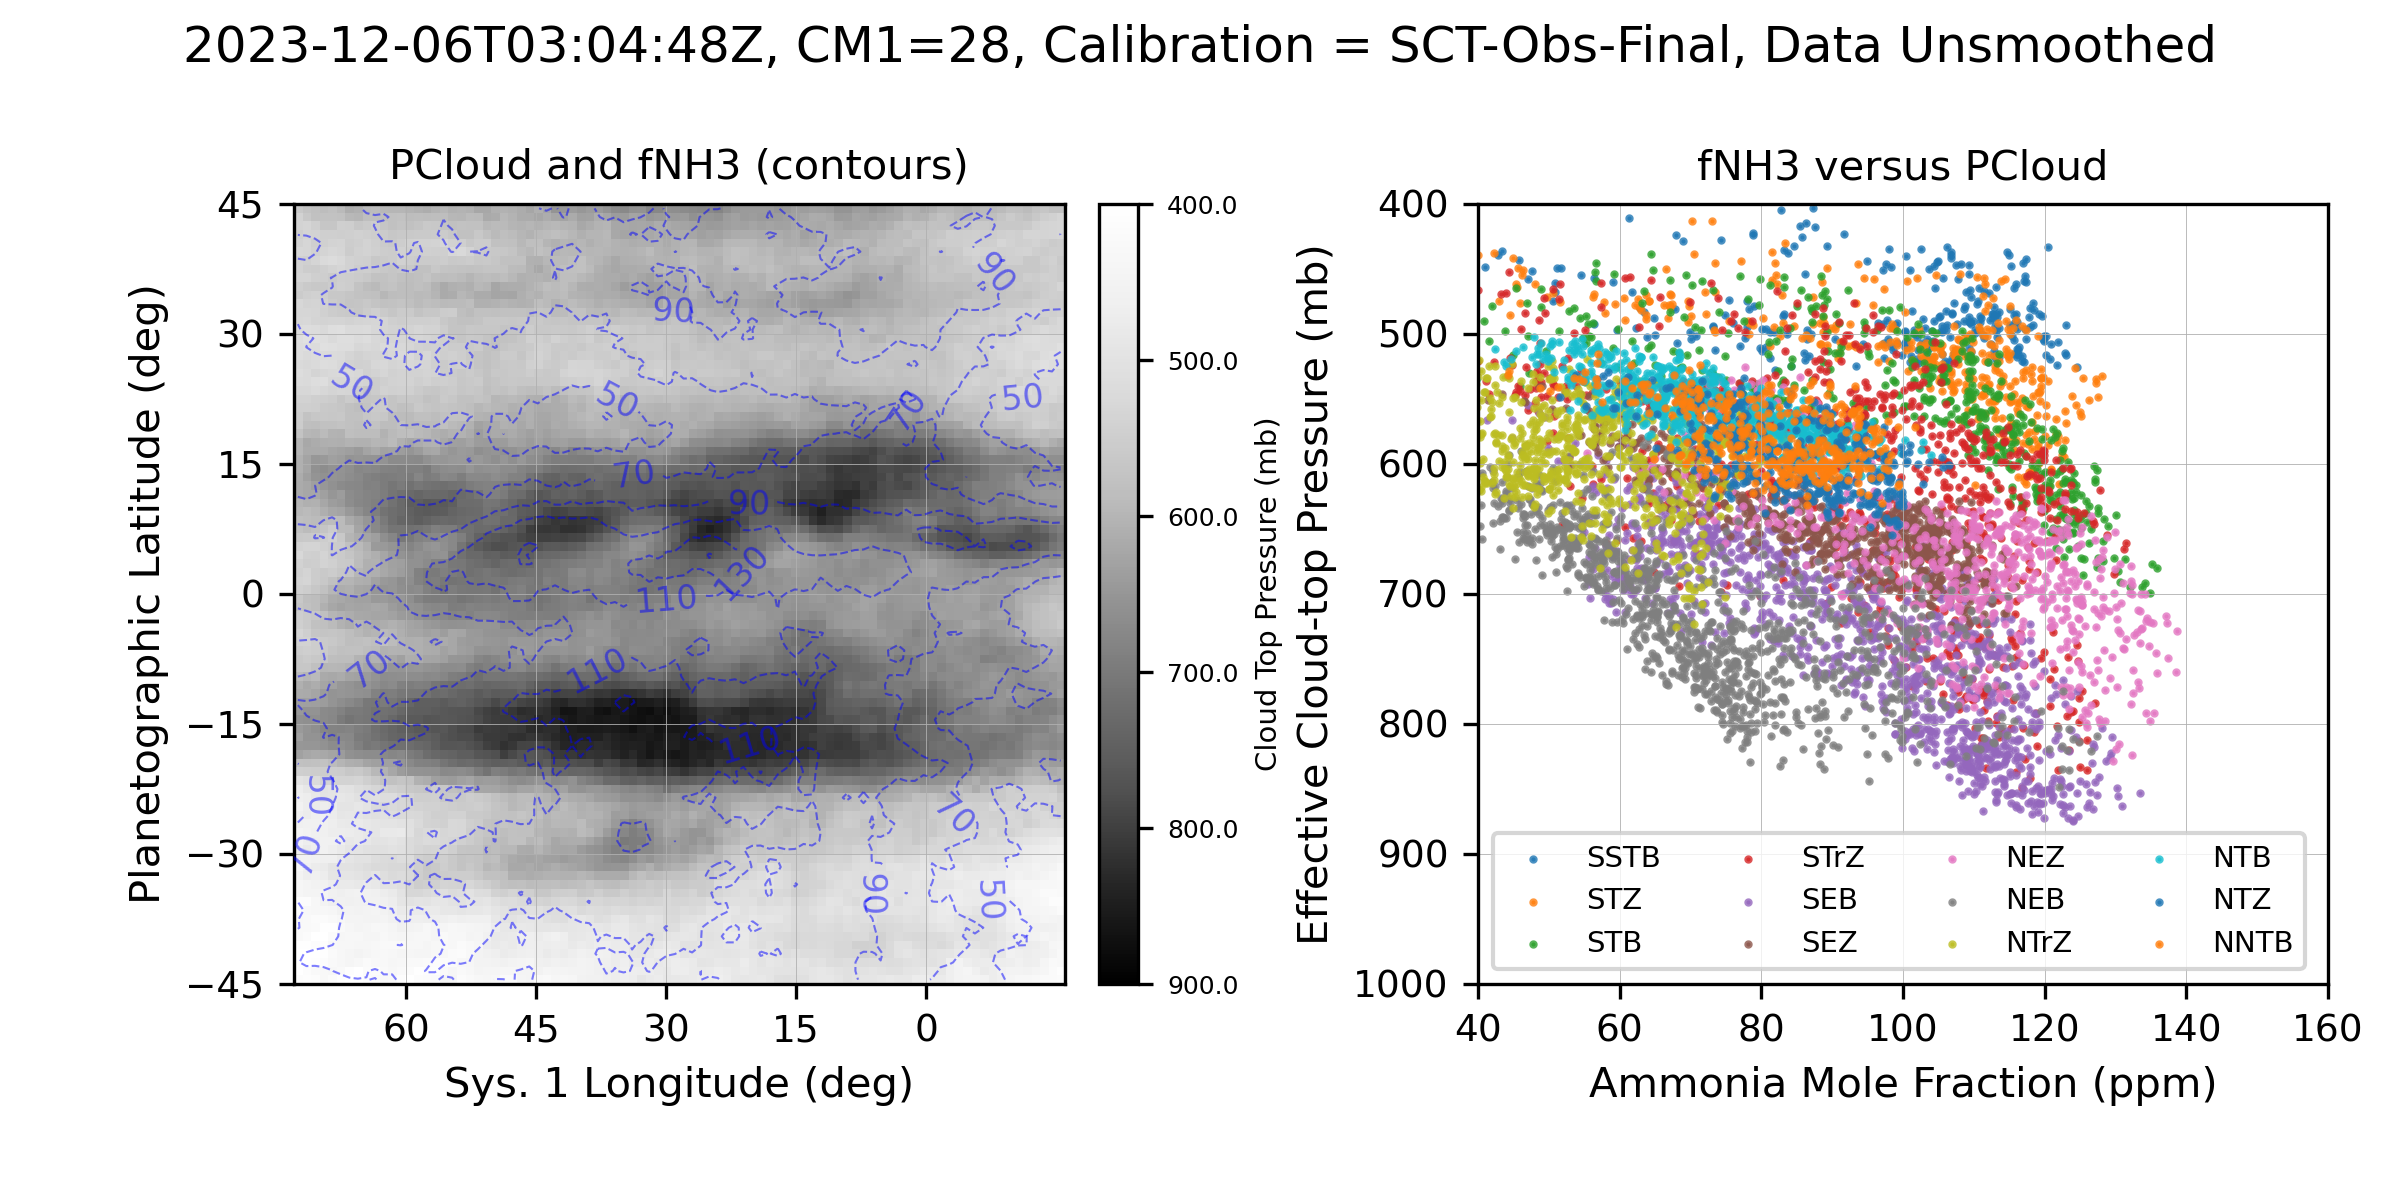 2023-12-06T03:04:48Z, CM1=28, Calibration = SCT-Obs-Final, Data Unsmoothed
PCloud and fNH3 (contours)
Planetographic Latitude (deg)
45
30
15
0
−15
−30
−45
60
45
30
15
0
Sys. 1 Longitude (deg)
90
90
50
50
70
50
70
90
130
110
70
110
110
50
70
70
90
50
400.0
500.0
600.0
700.0
800.0
900.0
Cloud Top Pressure (mb)
fNH3 versus PCloud
Effective Cloud-top Pressure (mb)
400
500
600
700
800
900
1000
40
60
80
100
120
140
160
Ammonia Mole Fraction (ppm)
SSTB
STZ
STB
STrZ
SEB
SEZ
NEZ
NEB
NTrZ
NTB
NTZ
NNTB